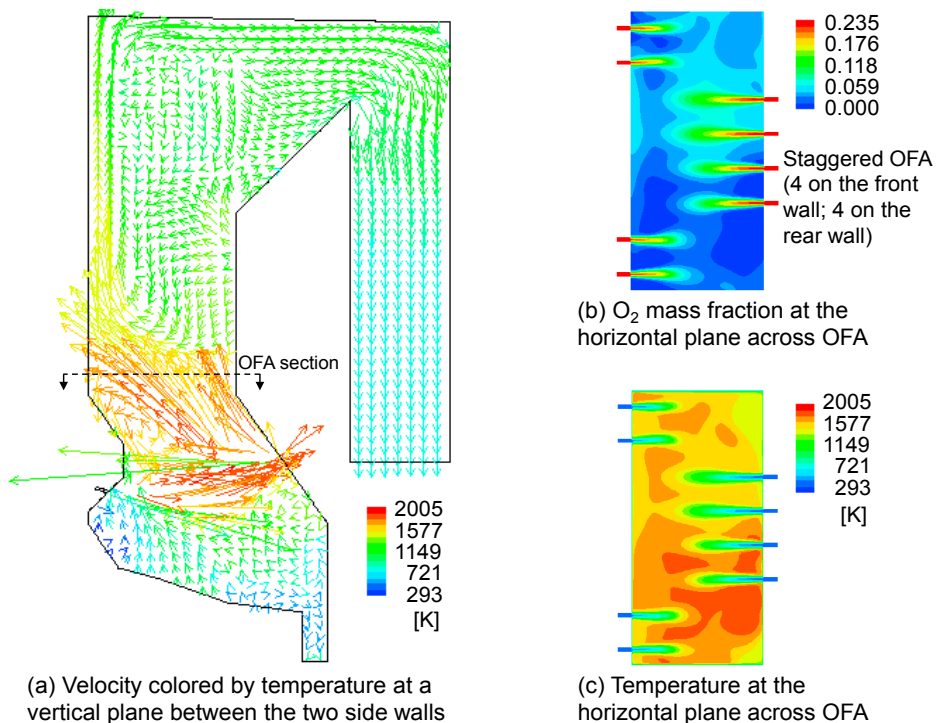 0.235
0.176
0.118
0.059
0.000
Staggered OFA
(4 on the front
wall; 4 on the
rear wall)
(b) O₂ mass fraction at the
horizontal plane across OFA
OFA section
2005
1577
1149
721
293
[K]
(a) Velocity colored by temperature at a
vertical plane between the two side walls
2005
1577
1149
721
293
[K]
(c) Temperature at the
horizontal plane across OFA